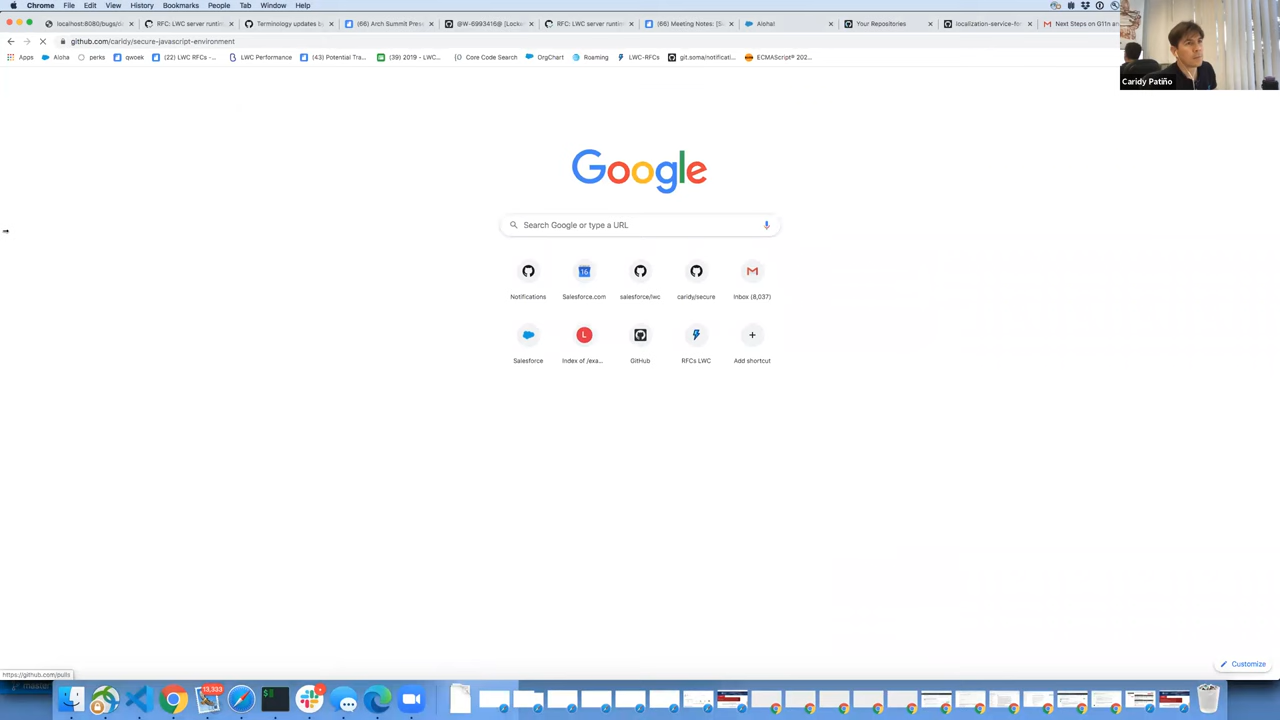 Chrome File Edit View History Bookmarks People Tab Window Help
localhost:8080/bugs/d RFC: LWC server runtim Terminology updates b (66) Arch Summit Pres @W-6993416@ [Locke RFC: LWC server runtim (66) Meeting Notes: [S Aloha! Your Repositories localization-service-for Next Steps on G11n an
github.com/caridy/secure-javascript-environment
Apps Aloha perks qwoek (22) LWC RFCs -... LWC Performance (43) Potential Tra... (39) 2019 - LWC... Core Code Search OrgChart Roaming LWC-RFCs git.soma/notificati... ECMAScript® 202...
Caridy Patiño
Google
Search Google or type a URL
16
Notifications Salesforce.com salesforce/lwc caridy/secure Inbox (8,037)
L
Salesforce Index of /exa... GitHub RFCs LWC Add shortcut
Customize
https://github.com/pulls
13,333